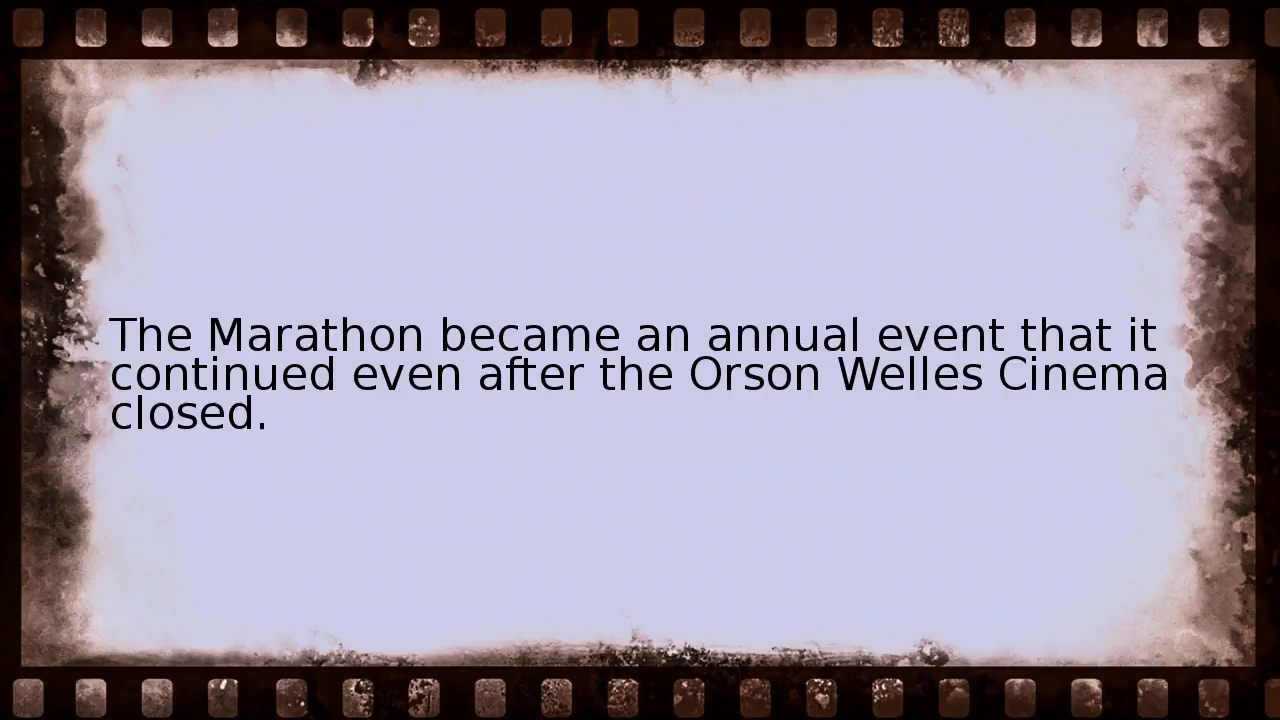 The Marathon became an annual event that it
continued even after the Orson Welles Cinema
closed.